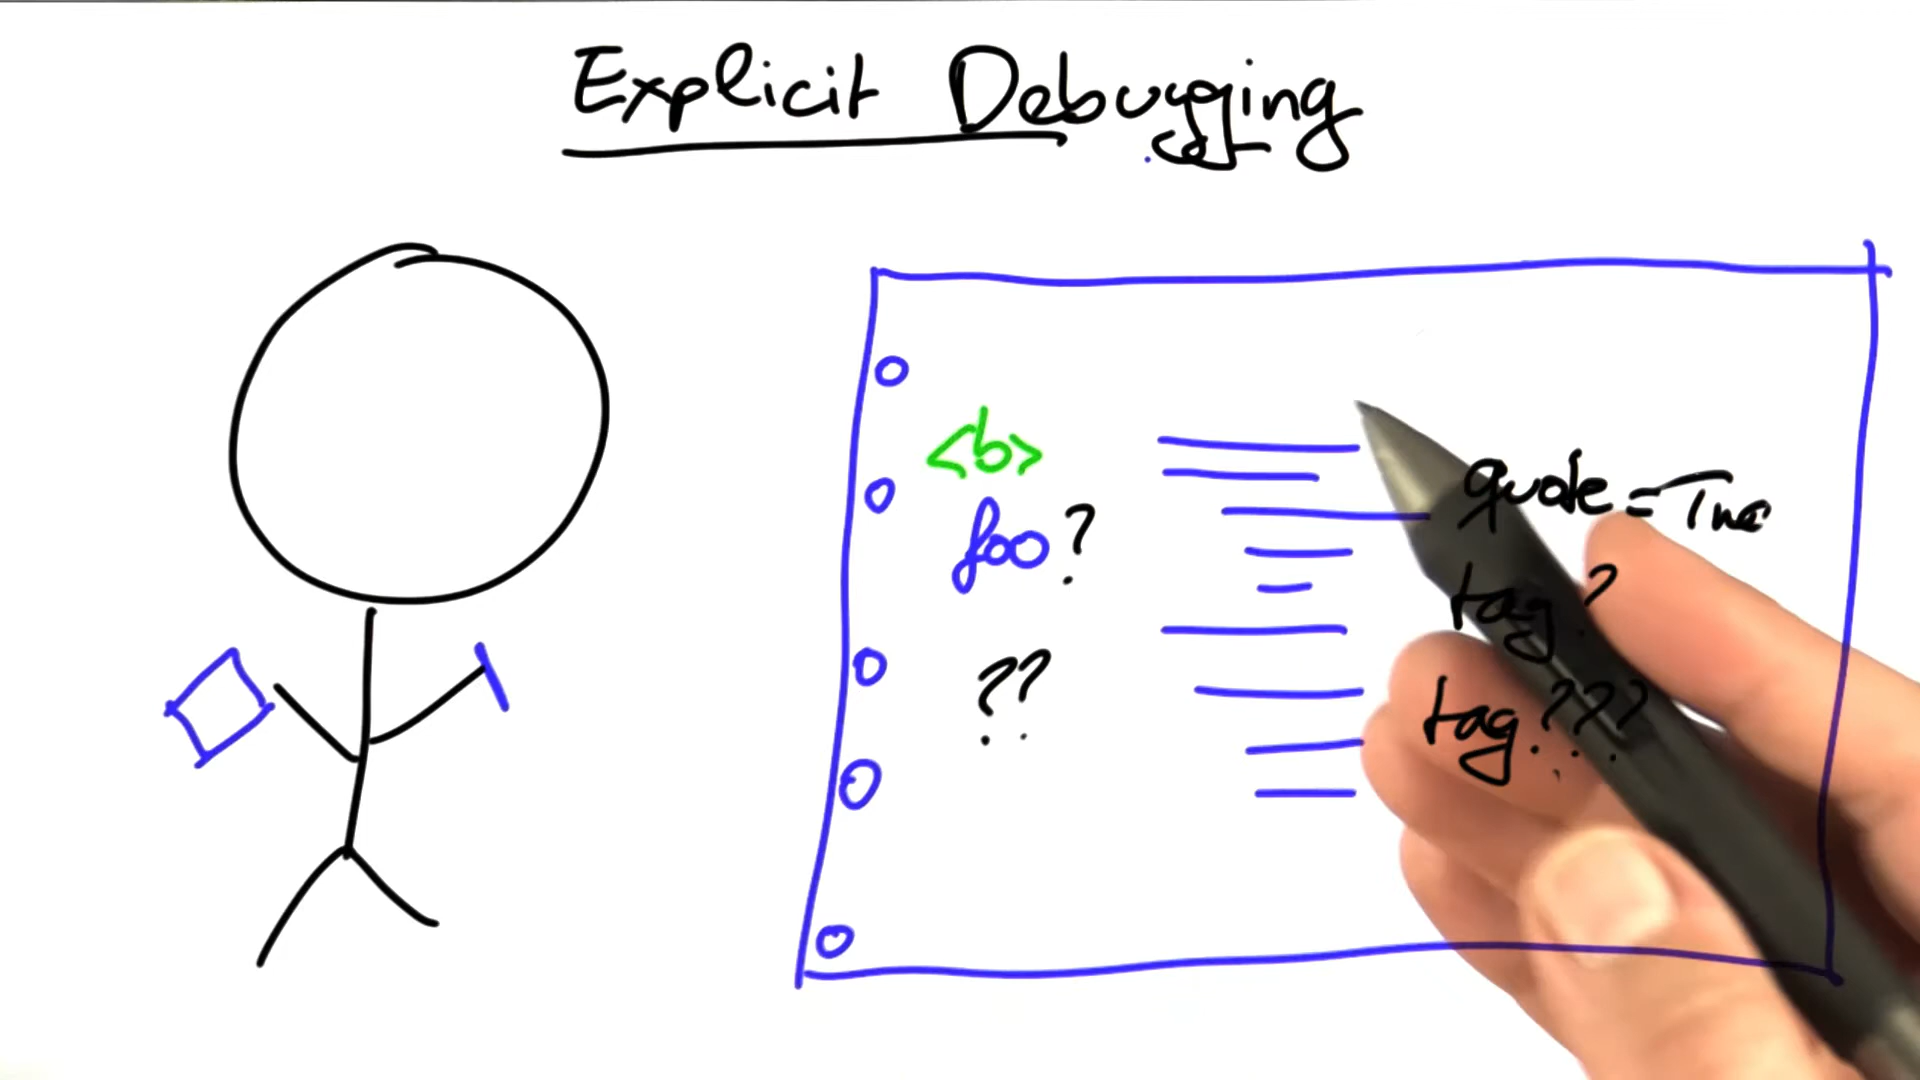 Explicit Debugging
<b>
foo?
??
quote = True
tag?
tag???